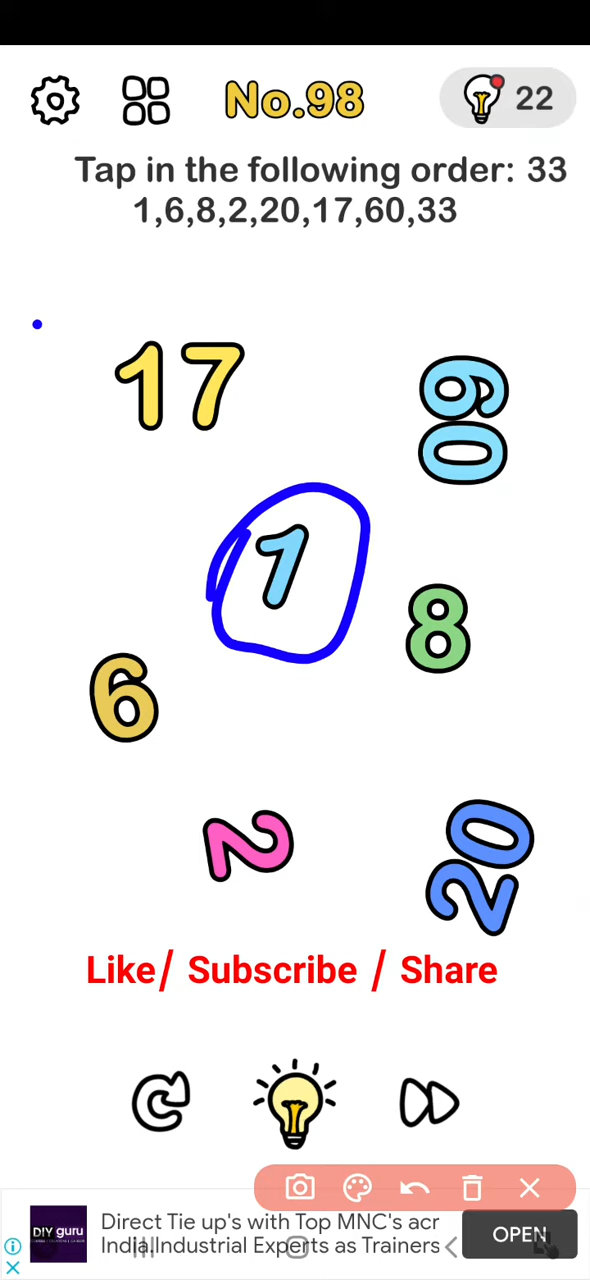 No.98
22
Tap in the following order: 33
1,6,8,2,20,17,60,33
17
60
1
8
6
2
20
Like/ Subscribe / Share
DIY guru
Direct Tie up's with Top MNC's acr
India.Industrial Experts as Trainers
OPEN